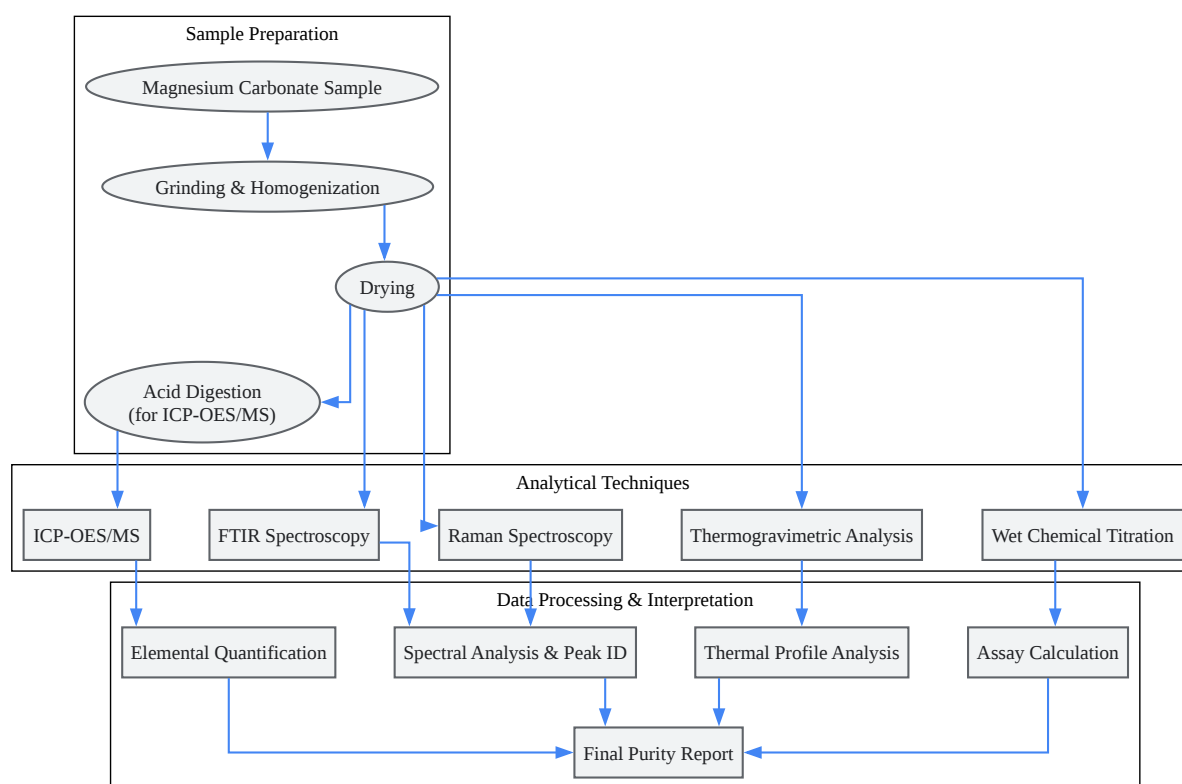 Sample Preparation
Magnesium Carbonate Sample
Grinding & Homogenization
Drying
Acid Digestion
(for ICP-OES/MS)
Analytical Techniques
ICP-OES/MS
FTIR Spectroscopy
Raman Spectroscopy
Thermogravimetric Analysis
Wet Chemical Titration
Data Processing & Interpretation
Elemental Quantification
Spectral Analysis & Peak ID
Thermal Profile Analysis
Assay Calculation
Final Purity Report